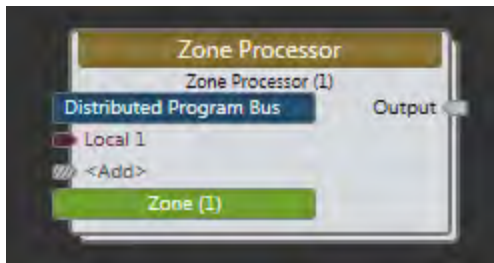 Zone Processor
Zone Processor (1)
Distributed Program Bus
Output
Local 1
<Add>
Zone (1)